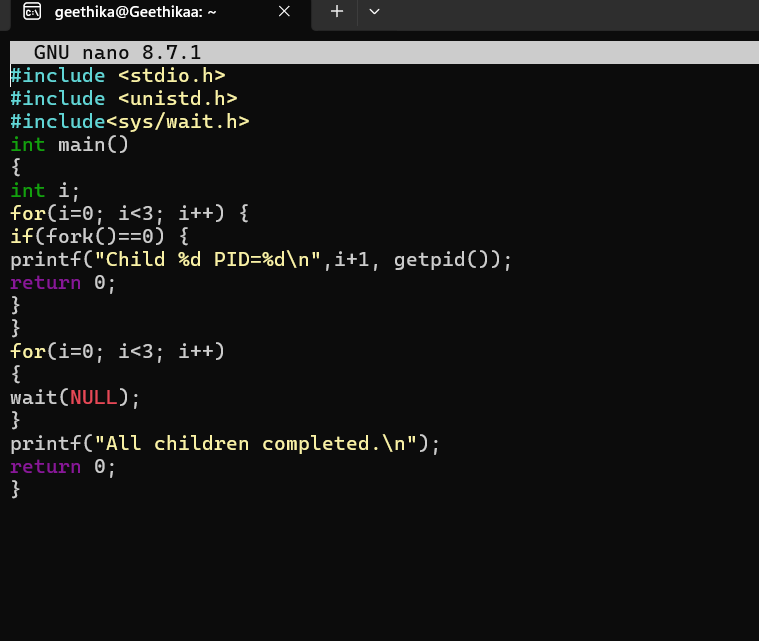 geethika@Geethikaa: ~
GNU nano 8.7.1
#include <stdio.h>
#include <unistd.h>
#include<sys/wait.h>
int main()
{
int i;
for(i=0; i<3; i++) {
if(fork()==0) {
printf("Child %d PID=%d\n",i+1, getpid());
return 0;
}
}
for(i=0; i<3; i++)
{
wait(NULL);
}
printf("All children completed.\n");
return 0;
}